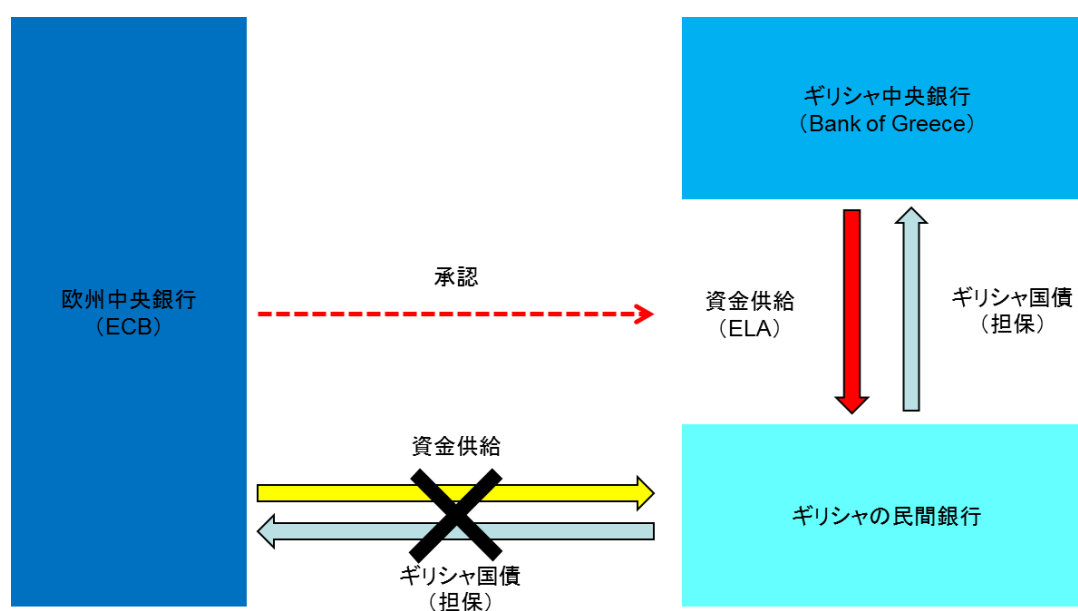 ギリシャ中央銀行
（Bank of Greece）
欧州中央銀行
（ECB）
承認
資金供給
（ELA）
ギリシャ国債
（担保）
資金供給
ギリシャ国債
（担保）
ギリシャの民間銀行